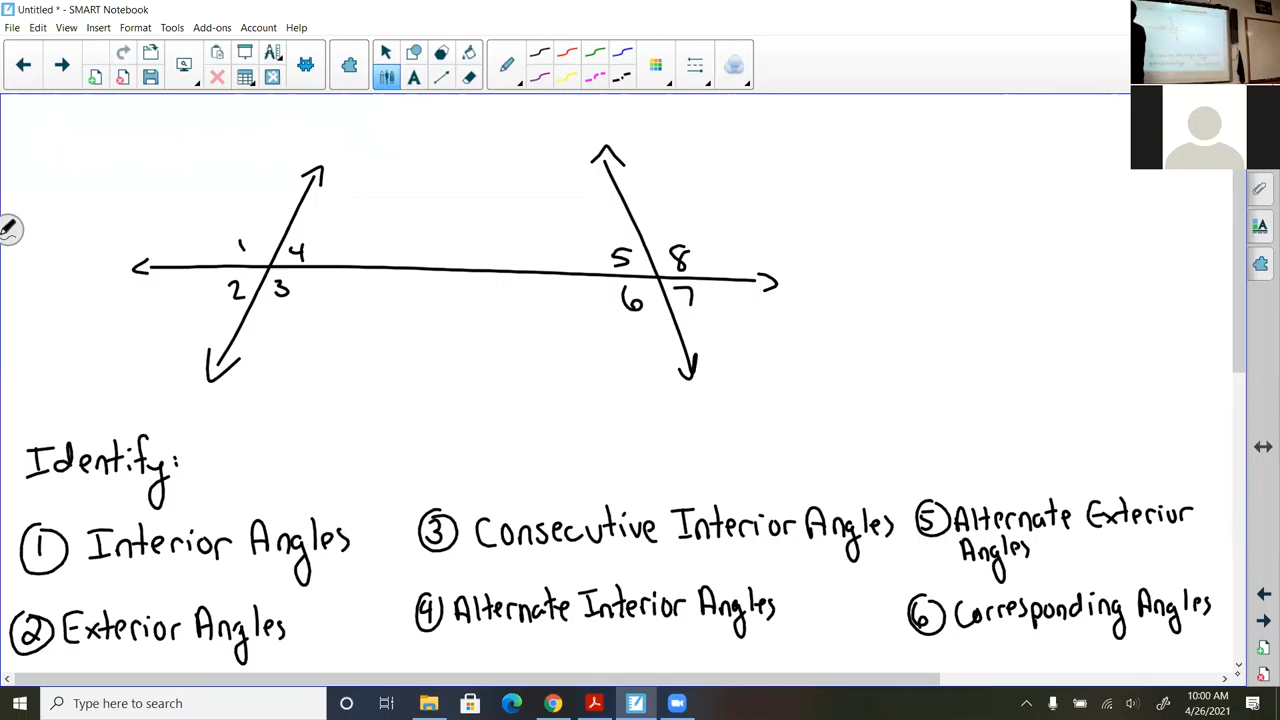 Untitled * - SMART Notebook
File Edit View Insert Format Tools Add-ons Account Help
1 4 5 8
2 3 6 7
Identify:
① Interior Angles
② Exterior Angles
③ Consecutive Interior Angles
④ Alternate Interior Angles
⑤ Alternate Exterior
Angles
⑥ Corresponding Angles
Type here to search
10:00 AM
4/26/2021